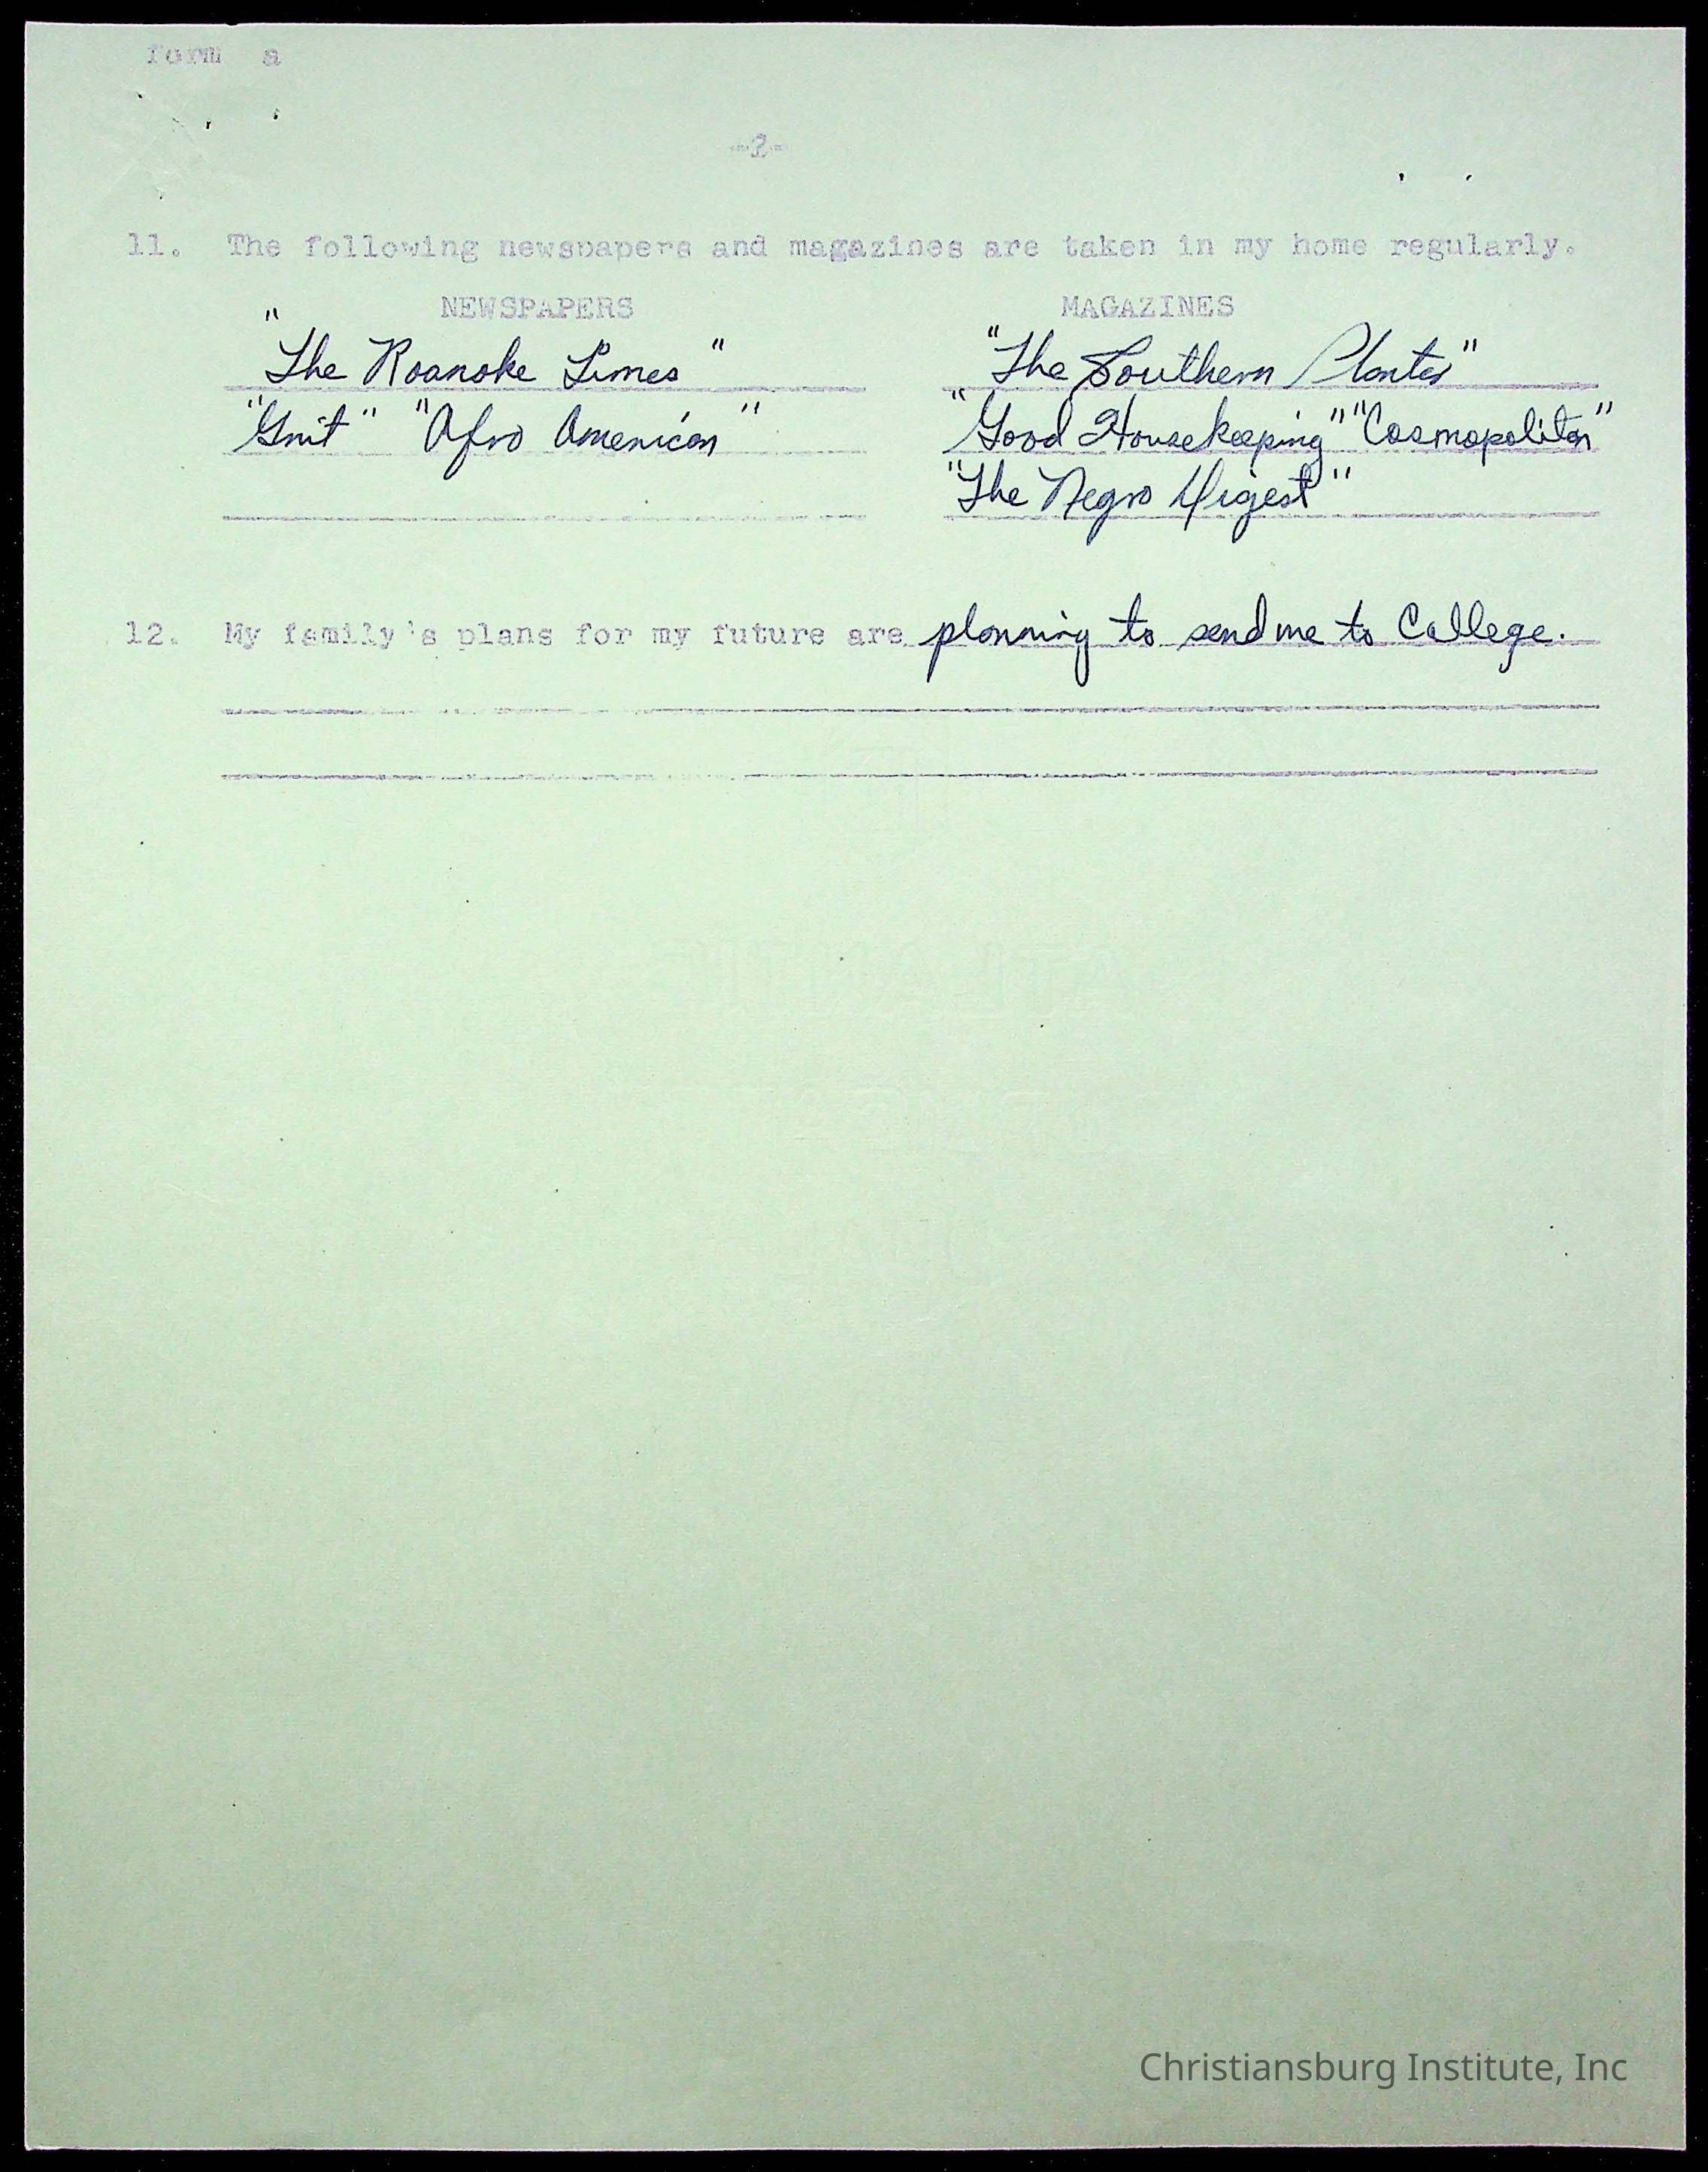 form a
-2-
11. The following newspapers and magazines are taken in my home regularly.
NEWSPAPERS MAGAZINES
"The Roanoke Times" "The Southern Planter"
"Grit" "Afro American" "Good Housekeeping" "Cosmopolitan"
"The Negro Digest"
12. My family's plans for my future are planning to send me to College.
Christiansburg Institute, Inc